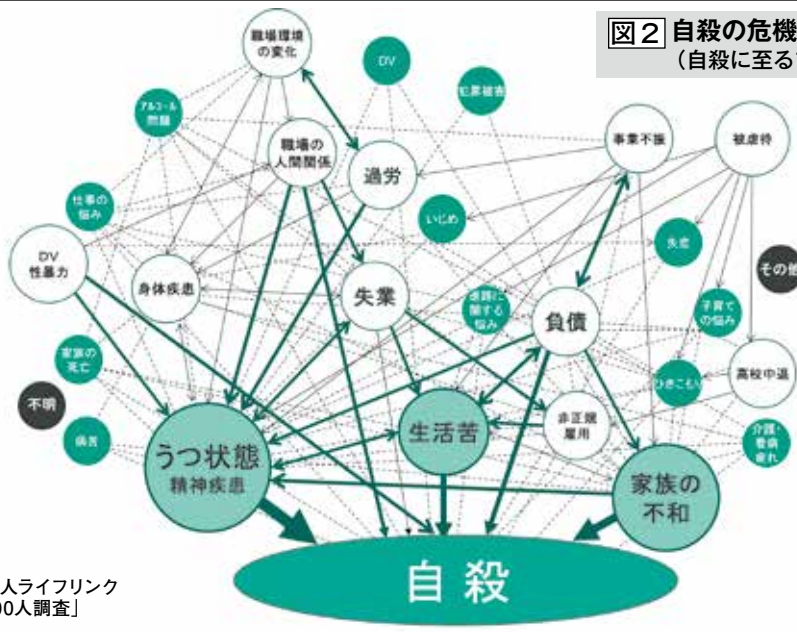 図2 自殺の危機
(自殺に至る
職場環境
の変化
DV
アルコール
問題
犯罪被害
職場の
人間関係
過労
事業不振
被虐待
仕事の
悩み
いじめ
DV
性暴力
失恋
その他
身体疾患
失業
進路に
関する
悩み
負債
子育て
の悩み
家族の
死亡
ひきこもり
高校中退
不明
病苦
うつ状態
精神疾患
生活苦
非正規
雇用
介護・
看病
疲れ
家族の
不和
自殺
人ライフリンク
00人調査」